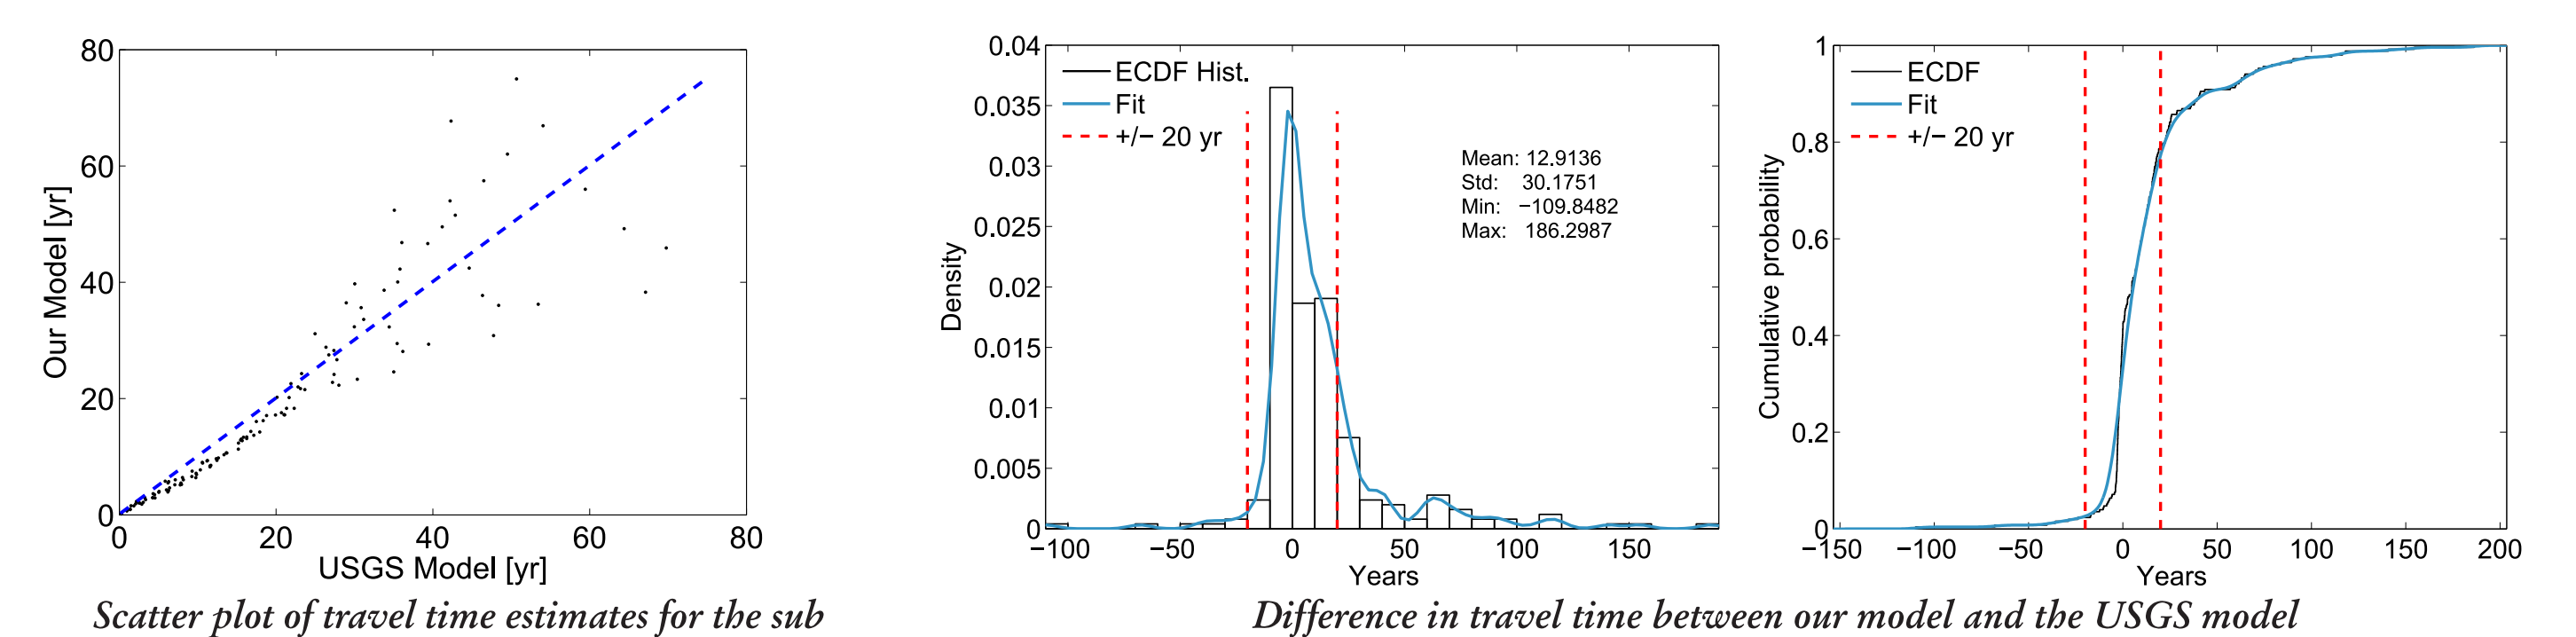 80
60
40
20
0
Our Model [yr]
0 20 40 60 80
USGS Model [yr]
Scatter plot of travel time estimates for the sub
0.04
0.035
0.03
0.025
0.02
0.015
0.01
0.005
0
Density
ECDF Hist.
Fit
+/− 20 yr
Mean: 12.9136
Std: 30.1751
Min: −109.8482
Max: 186.2987
−100 −50 0 50 100 150
Years
1
0.8
0.6
0.4
0.2
0
Cumulative probability
ECDF
Fit
+/− 20 yr
−150 −100 −50 0 50 100 150 200
Years
Difference in travel time between our model and the USGS model